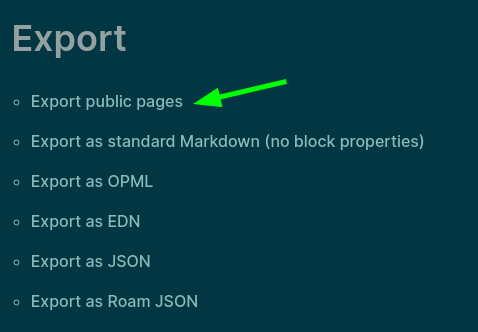 Export
Export public pages
Export as standard Markdown (no block properties)
Export as OPML
Export as EDN
Export as JSON
Export as Roam JSON